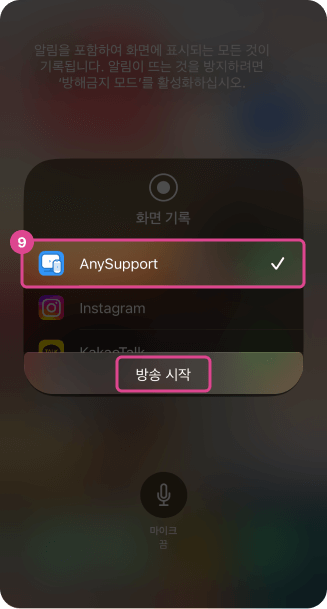 알림을 포함하여 화면에 표시되는 모든 것이
기록됩니다. 알림이 뜨는 것을 방지하려면
'방해금지 모드'를 활성화하십시오.
화면 기록
9
AnySupport
Instagram
KakaoTalk
방송 시작
마이크
끔